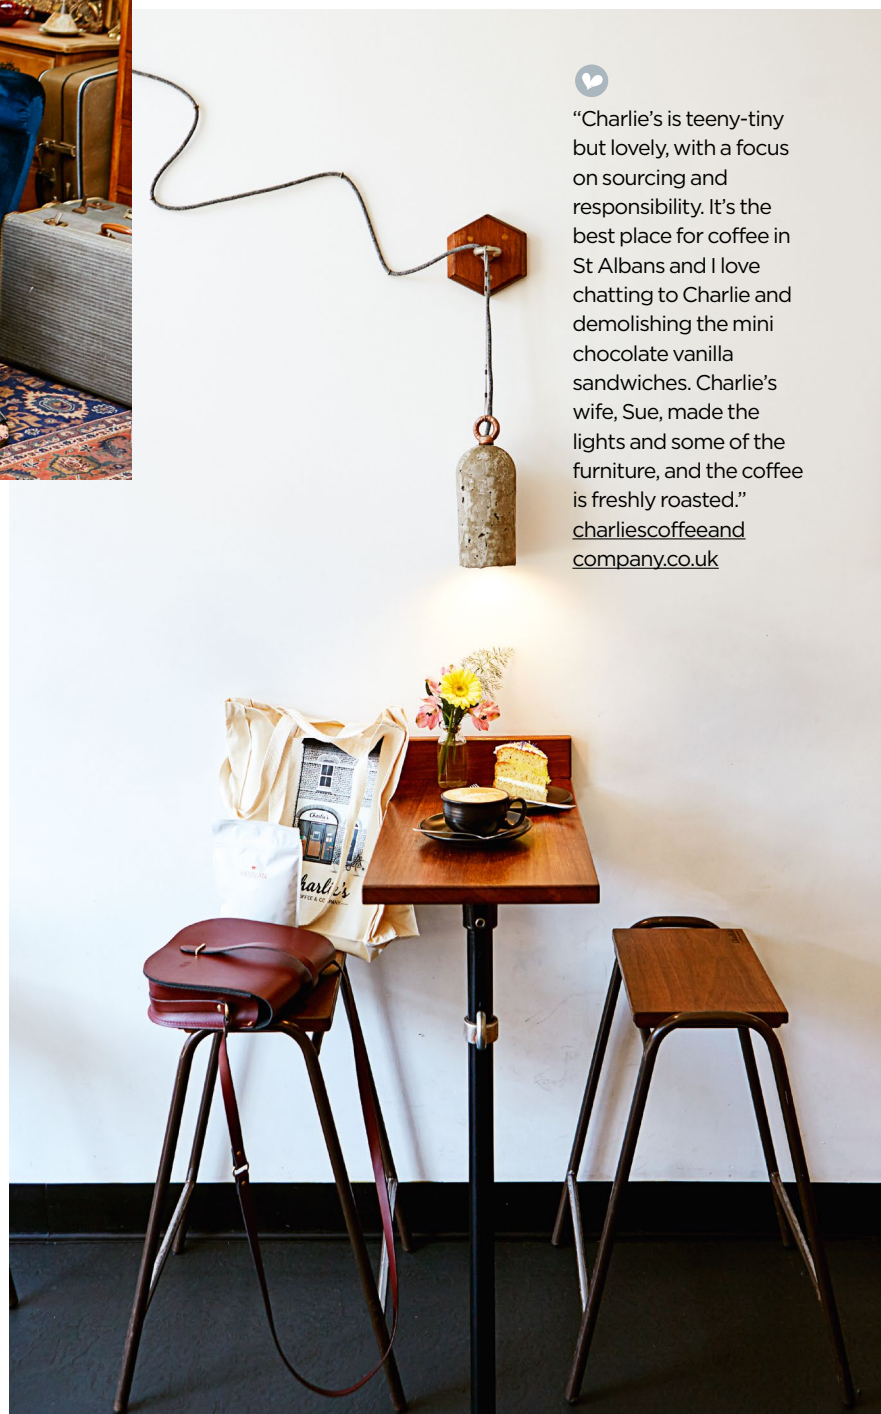 “Charlie’s is teeny-tiny
but lovely, with a focus
on sourcing and
responsibility. It’s the
best place for coffee in
St Albans and I love
chatting to Charlie and
demolishing the mini
chocolate vanilla
sandwiches. Charlie’s
wife, Sue, made the
lights and some of the
furniture, and the coffee
is freshly roasted.”
charliescoffeeand
company.co.uk
Charlie's